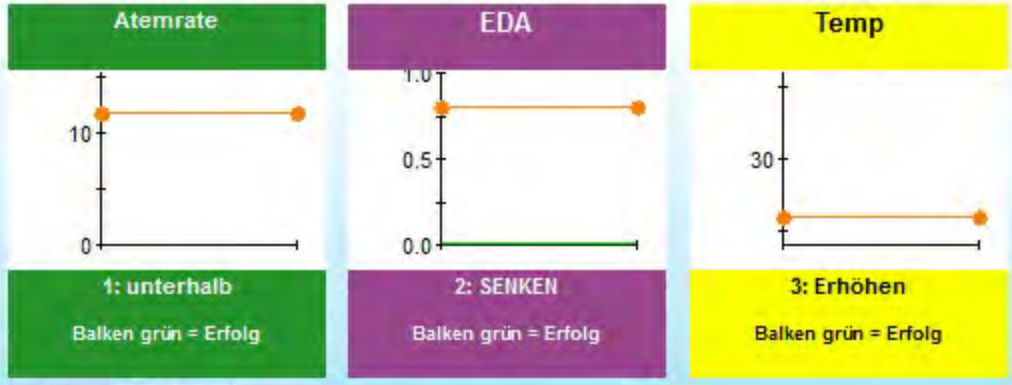 Atemrate
EDA
Temp
10
0
1.0
0.5
0.0
30
1: unterhalb
Balken grün = Erfolg
2: SENKEN
Balken grün = Erfolg
3: Erhöhen
Balken grün = Erfolg